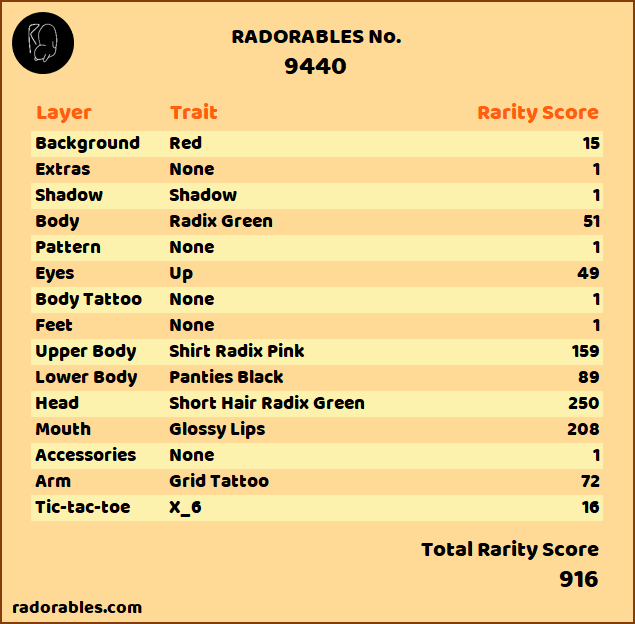 RADORABLES No.
9440
Layer Trait Rarity Score
Background Red 15
Extras None 1
Shadow Shadow 1
Body Radix Green 51
Pattern None 1
Eyes Up 49
Body Tattoo None 1
Feet None 1
Upper Body Shirt Radix Pink 159
Lower Body Panties Black 89
Head Short Hair Radix Green 250
Mouth Glossy Lips 208
Accessories None 1
Arm Grid Tattoo 72
Tic-tac-toe X_6 16
Total Rarity Score
916
radorables.com